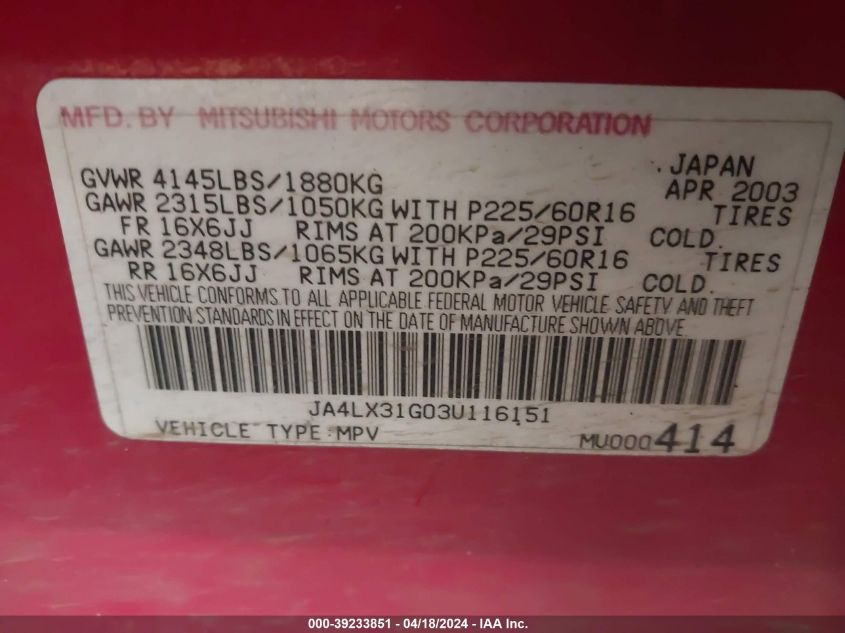 MFD. BY MITSUBISHI MOTORS CORPORATION
JAPAN
GVWR 4145LBS/1880KG APR 2003
GAWR 2315LBS/1050KG WITH P225/60R16 TIRES
FR 16X6JJ RIMS AT 200KPa/29PSI COLD.
GAWR 2348LBS/1065KG WITH P225/60R16 TIRES
RR 16X6JJ RIMS AT 200KPa/29PSI COLD.
THIS VEHICLE CONFORMS TO ALL APPLICABLE FEDERAL MOTOR VEHICLE SAFETY AND THEFT
PREVENTION STANDARDS IN EFFECT ON THE DATE OF MANUFACTURE SHOWN ABOVE.
JA4LX31G03U116151
VEHICLE TYPE:MPV MU000414
000-39233851 - 04/18/2024 - IAA Inc.